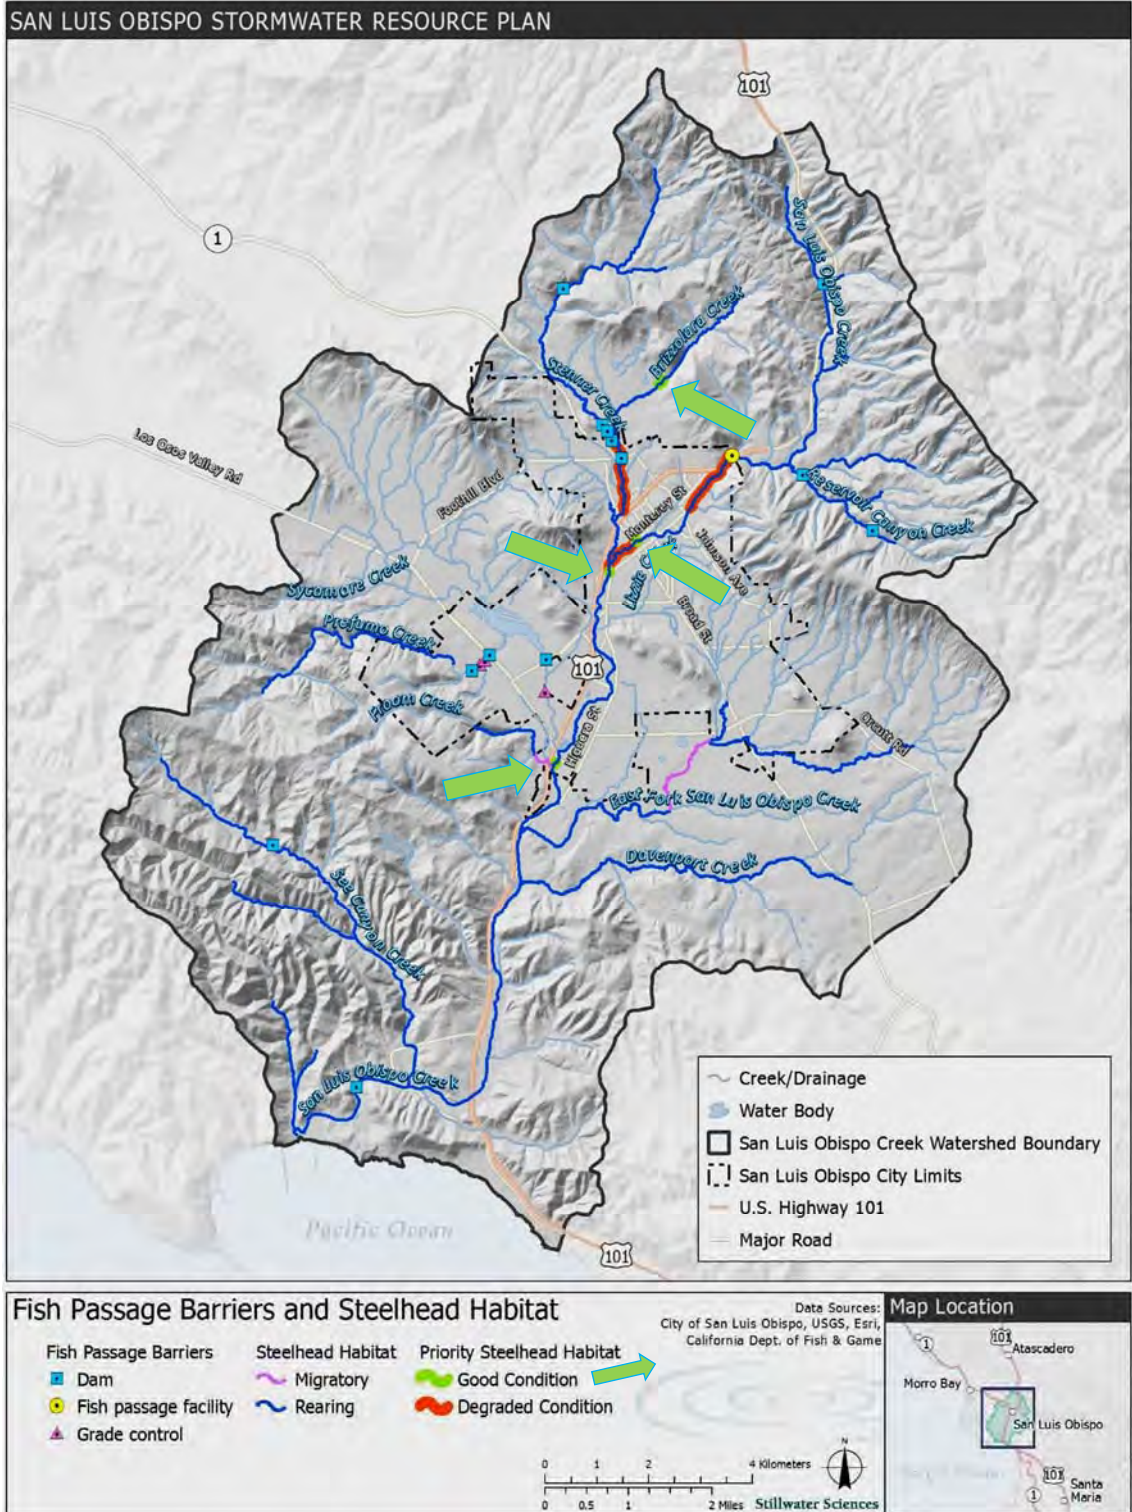 SAN LUIS OBISPO STORMWATER RESOURCE PLAN
101
1
San Luis Obispo Creek
Brizzolara Creek
Stenner Creek
Los Osos Valley Rd
Foothill Blvd
Reservoir Canyon Creek
Monterey St
Johnson Ave
Lizzie Creek
Sycamore Creek
Broad St
Prefumo Creek
101
Froom Creek
Higuera St
Orcutt Rd
East Fork San Luis Obispo Creek
Davenport Creek
See Canyon Creek
San Luis Obispo Creek
Pacific Ocean
101
Creek/Drainage
Water Body
San Luis Obispo Creek Watershed Boundary
San Luis Obispo City Limits
U.S. Highway 101
Major Road
Fish Passage Barriers and Steelhead Habitat
Fish Passage Barriers
Dam
Fish passage facility
Grade control
Steelhead Habitat
Migratory
Rearing
Priority Steelhead Habitat
Good Condition
Degraded Condition
Data Sources:
City of San Luis Obispo, USGS, Esri,
California Dept. of Fish & Game
0 1 2 4 Kilometers
0 0.5 1 2 Miles
N
Stillwater Sciences
Map Location
1
101
Atascadero
Morro Bay
San Luis Obispo
101
Santa
Maria
1